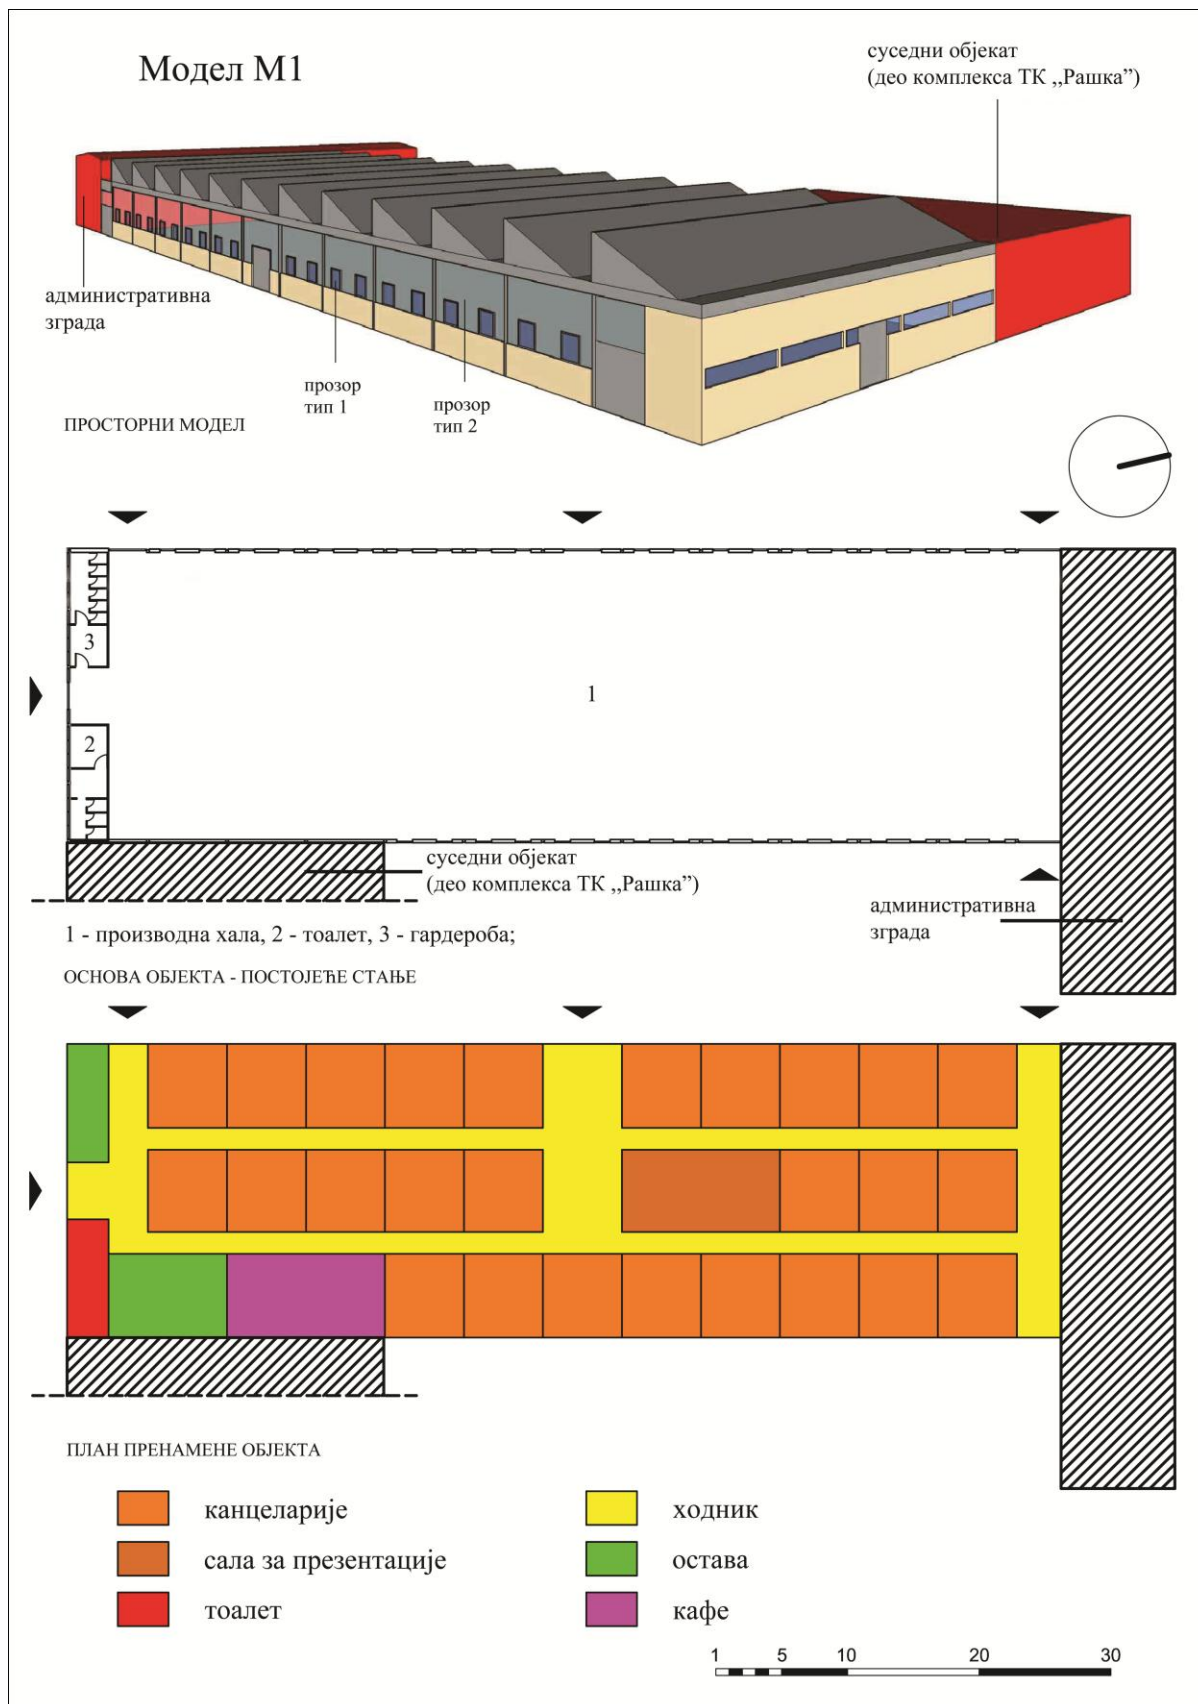 Модел М1
суседни објекат
(део комплекса ТК ,,Рашка”)
административна
зграда
прозор
тип 1
прозор
тип 2
ПРОСТОРНИ МОДЕЛ
3
1
2
суседни објекат
(део комплекса ТК ,,Рашка”)
административна
зграда
1 - производна хала, 2 - тоалет, 3 - гардероба;
ОСНОВА ОБЈЕКТА - ПОСТОЈЕЋЕ СТАЊЕ
ПЛАН ПРЕНАМЕНЕ ОБЈЕКТА
канцеларије
ходник
сала за презентације
остава
тоалет
кафе
1 5 10 20 30